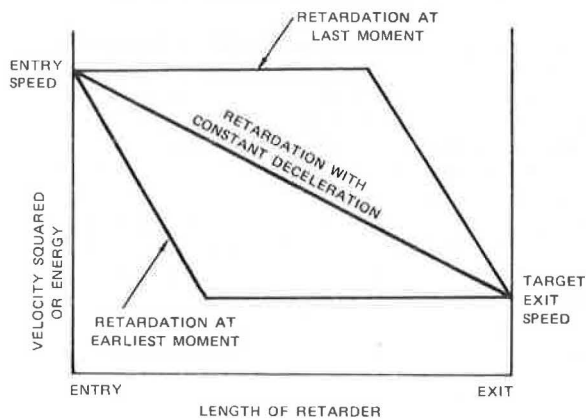 RETARDATION AT
LAST MOMENT
ENTRY
SPEED
RETARDATION WITH
CONSTANT DECELERATION
VELOCITY SQUARED
OR ENERGY
TARGET
EXIT
SPEED
RETARDATION AT
EARLIEST MOMENT
ENTRY
EXIT
LENGTH OF RETARDER